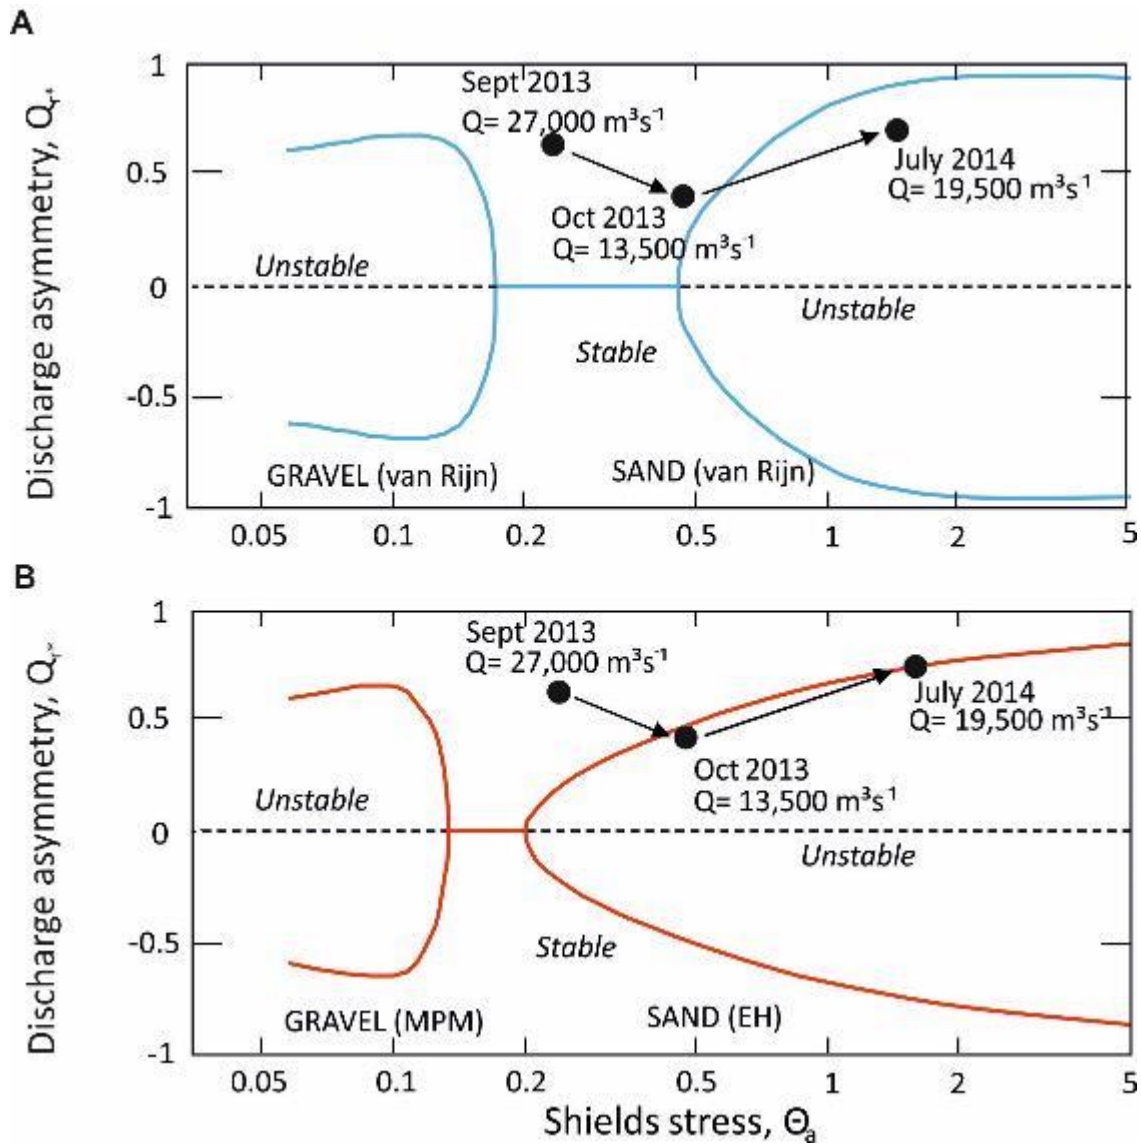 A
Discharge asymmetry, Qr*
1
0.5
0
-0.5
-1
Sept 2013
Q= 27,000 m³s⁻¹
July 2014
Q= 19,500 m³s⁻¹
Oct 2013
Q= 13,500 m³s⁻¹
Unstable
Unstable
Stable
GRAVEL (van Rijn)
SAND (van Rijn)
0.05
0.1
0.2
0.5
1
2
5
B
Discharge asymmetry, Qr*
1
0.5
0
-0.5
-1
Sept 2013
Q= 27,000 m³s⁻¹
July 2014
Q= 19,500 m³s⁻¹
Oct 2013
Q= 13,500 m³s⁻¹
Unstable
Unstable
Stable
GRAVEL (MPM)
SAND (EH)
0.05
0.1
0.2
0.5
1
2
5
Shields stress, Θa